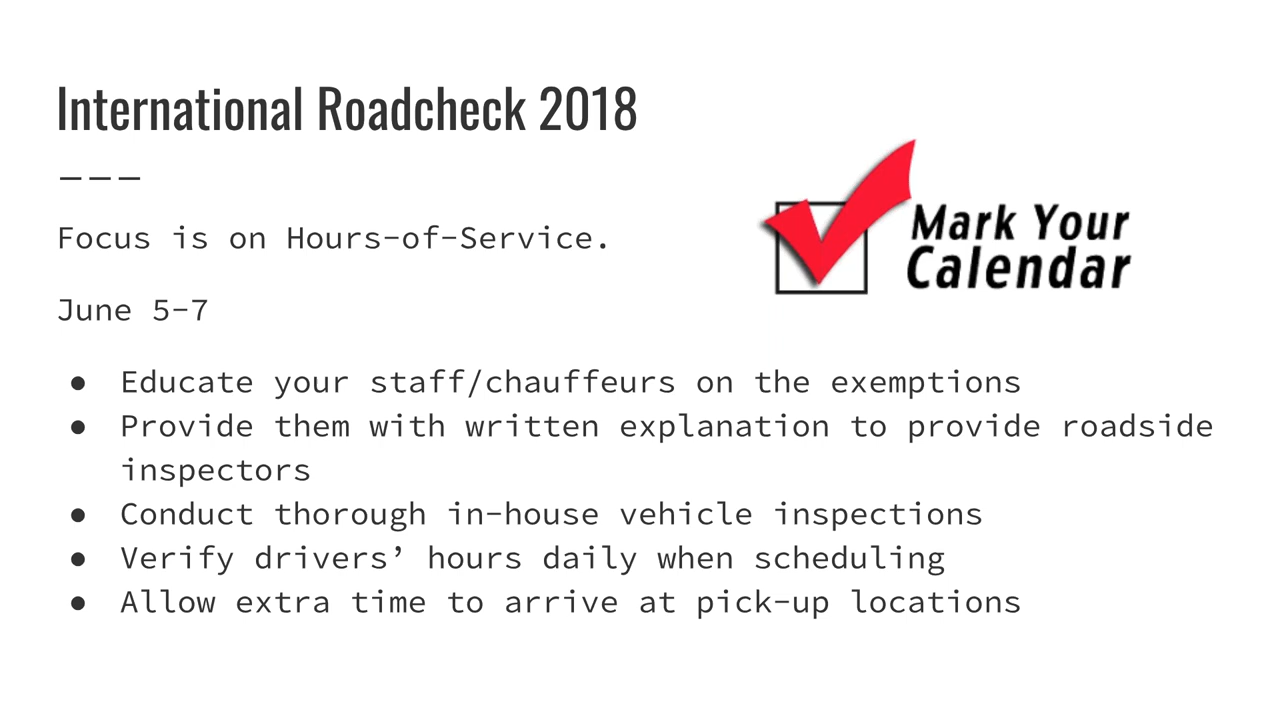 International Roadcheck 2018
———
Focus is on Hours-of-Service.
Mark Your
Calendar
June 5-7
● Educate your staff/chauffeurs on the exemptions
● Provide them with written explanation to provide roadside
inspectors
● Conduct thorough in-house vehicle inspections
● Verify drivers’ hours daily when scheduling
● Allow extra time to arrive at pick-up locations